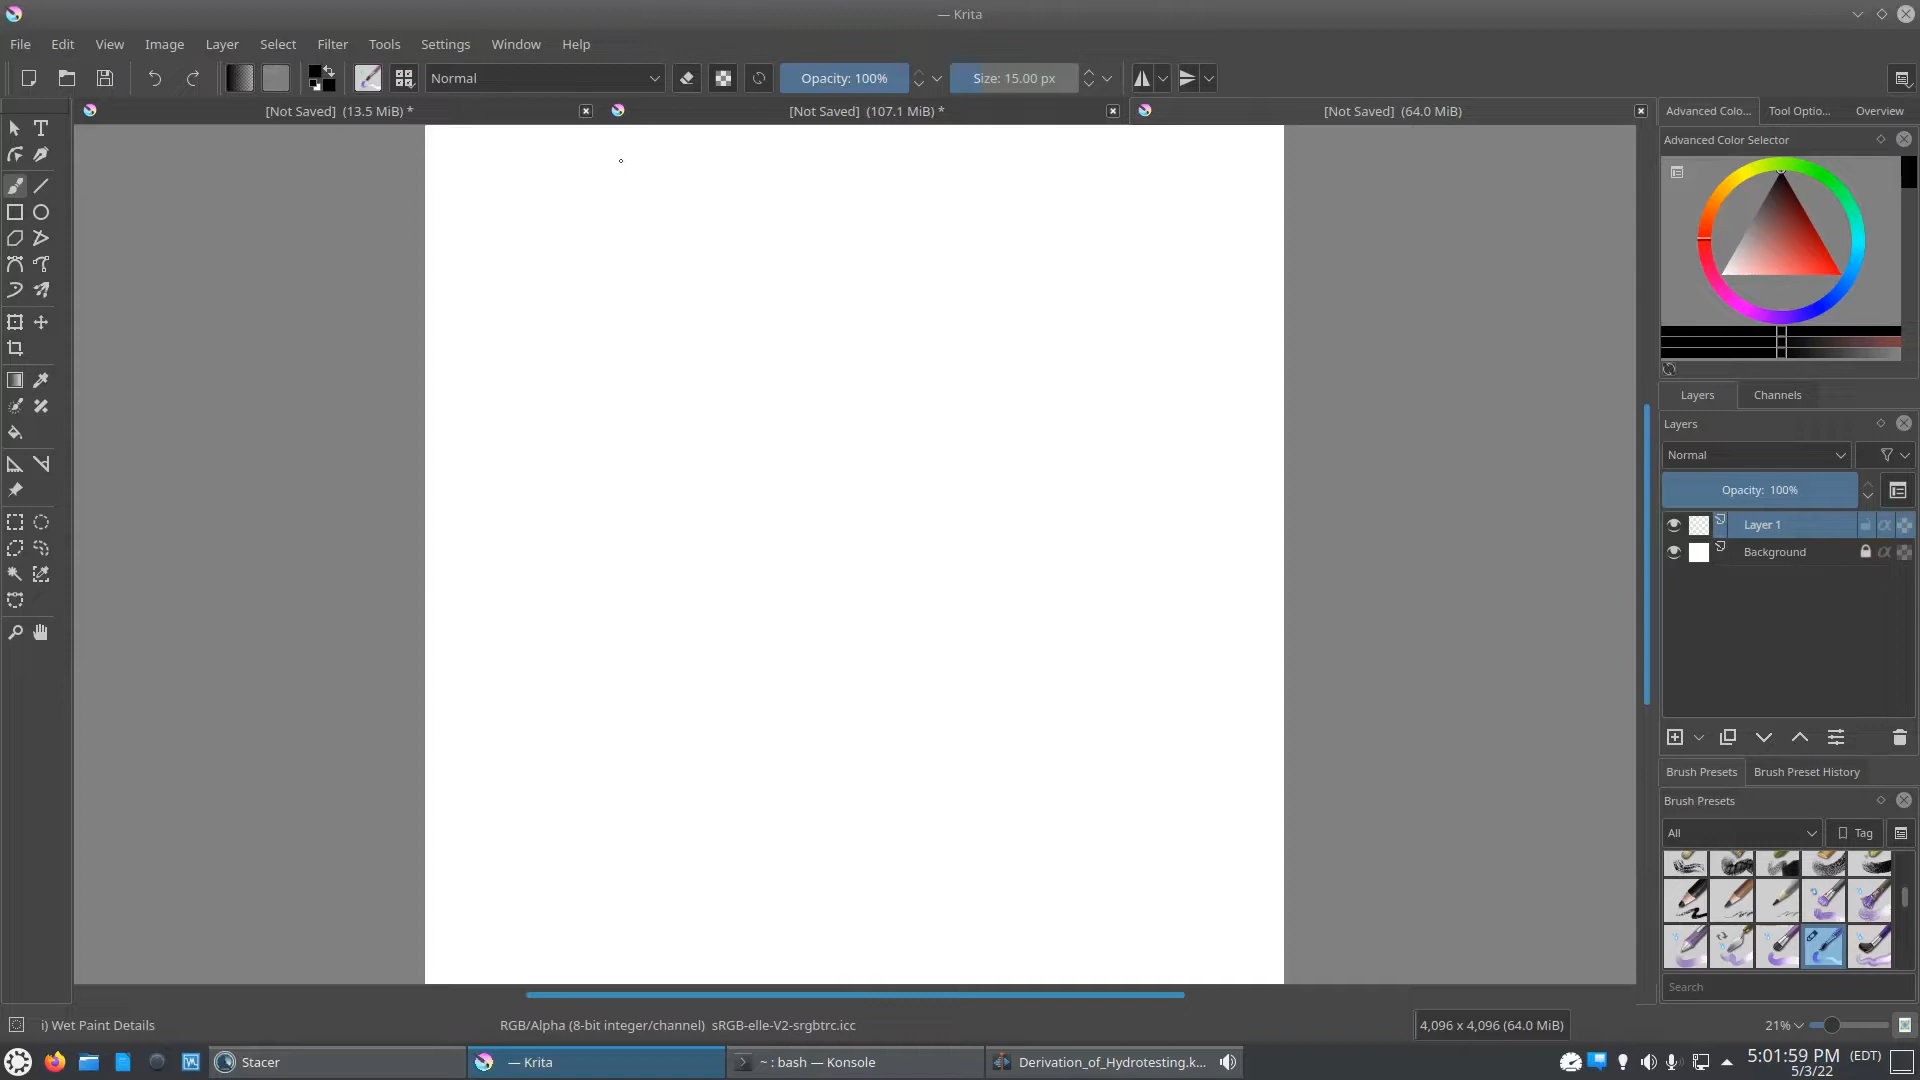 — Krita
File Edit View Image Layer Select Filter Tools Settings Window Help
Normal Opacity: 100% Size: 15.00 px
[Not Saved] (13.5 MiB) * [Not Saved] (107.1 MiB) * [Not Saved] (64.0 MiB) Advanced Colo... Tool Optio... Overview
Advanced Color Selector
Layers Channels
Layers
Normal
Opacity: 100%
Layer 1
Background
Brush Presets Brush Preset History
Brush Presets
All Tag
Search
i) Wet Paint Details RGB/Alpha (8-bit integer/channel) sRGB-elle-V2-srgbtrc.icc 4,096 x 4,096 (64.0 MiB) 21%
Stacer — Krita ~ : bash — Konsole Derivation_of_Hydrotesting.k... 5:01:59 PM (EDT)
5/3/22